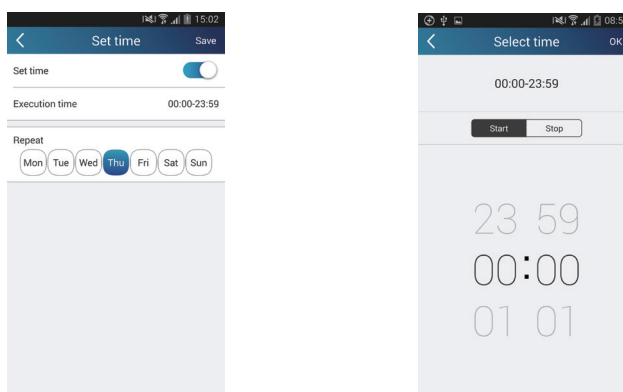 15:02
Set time
Save
Set time
Execution time 00:00-23:59
Repeat
Mon Tue Wed Thu Fri Sat Sun
Select time
OK
00:00-23:59
Start Stop
23 59
00:00
01 01